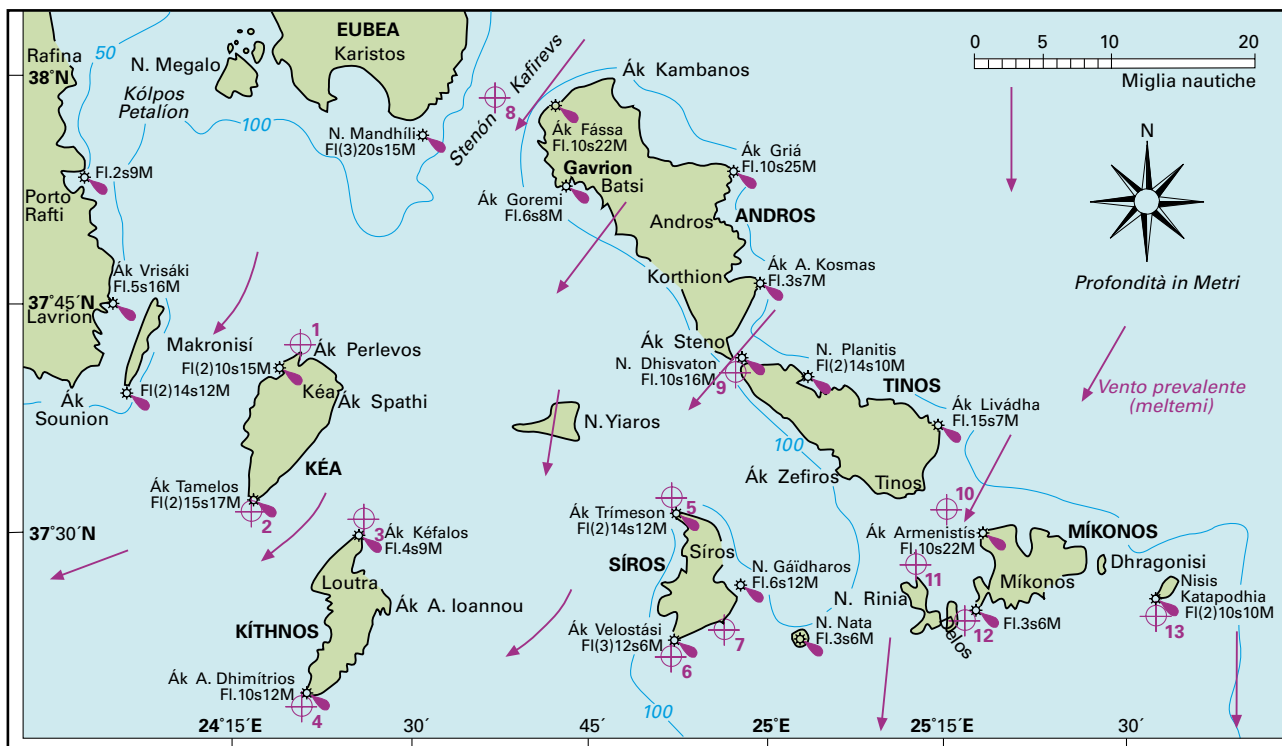 EUBEA
Karistos
Rafina
38°N
N. Megalo
Kólpos
Petalíon
50
100
N. Mandhíli
Fl(3)20s15M
Stenón Kafirevs
8
Ák Kambanos
Ák Fássa
Fl.10s22M
Gavrion
Batsi
Ák Goremi
Fl.6s8M
Ák Griá
Fl.10s25M
Andros
ANDROS
Korthion
Ák A. Kosmas
Fl.3s7M
0 5 10 20
Miglia nautiche
N
Profondità in Metri
Fl.2s9M
Porto
Rafti
Ák Vrisáki
Fl.5s16M
37°45´N
Lavrion
Makronisí
Fl(2)14s12M
Ák
Sounion
1
Ák Perlevos
Fl(2)10s15M
Kéa
Ák Spathi
KÉA
Ák Tamelos
Fl(2)15s17M
2
Ák Steno
N. Dhisvaton
Fl.10s16M
9
N. Planitis
Fl(2)14s10M
TINOS
Ák Livádha
Fl.15s7M
Vento prevalente
(meltemi)
N. Yiaros
100
Ák Zefiros
Tinos
10
37°30´N
3
Ák Kéfalos
Fl.4s9M
Loutra
Ák A. Ioannou
KÍTHNOS
Ák A. Dhimítrios
Fl.10s12M
4
5
Ák Trímeson
Fl(2)14s12M
Síros
SÍROS
N. Gáïdharos
Fl.6s12M
Ák Velostási
Fl(3)12s6M
6
7
N. Nata
Fl.3s6M
100
Ák Armenistís
Fl.10s22M
MÍKONOS
11
Míkonos
Dhragonisi
N. Rinia
Delos
12
Fl.3s6M
Nisis
Katapodhia
Fl(2)10s10M
13
24°15´E 30´ 45´ 25°E 25°15´E 30´